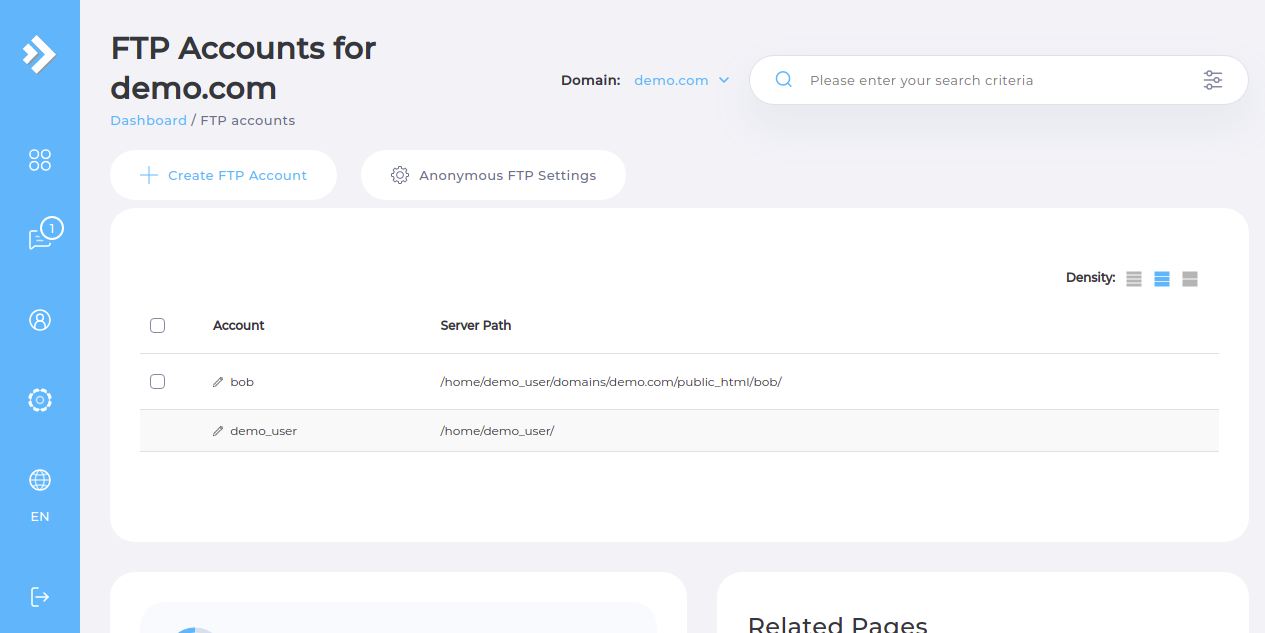 FTP Accounts for
demo.com
Dashboard / FTP accounts
Domain: demo.com
Please enter your search criteria
Create FTP Account
Anonymous FTP Settings
1
Density:
Account Server Path
bob /home/demo_user/domains/demo.com/public_html/bob/
demo_user /home/demo_user/
EN
Related Pages